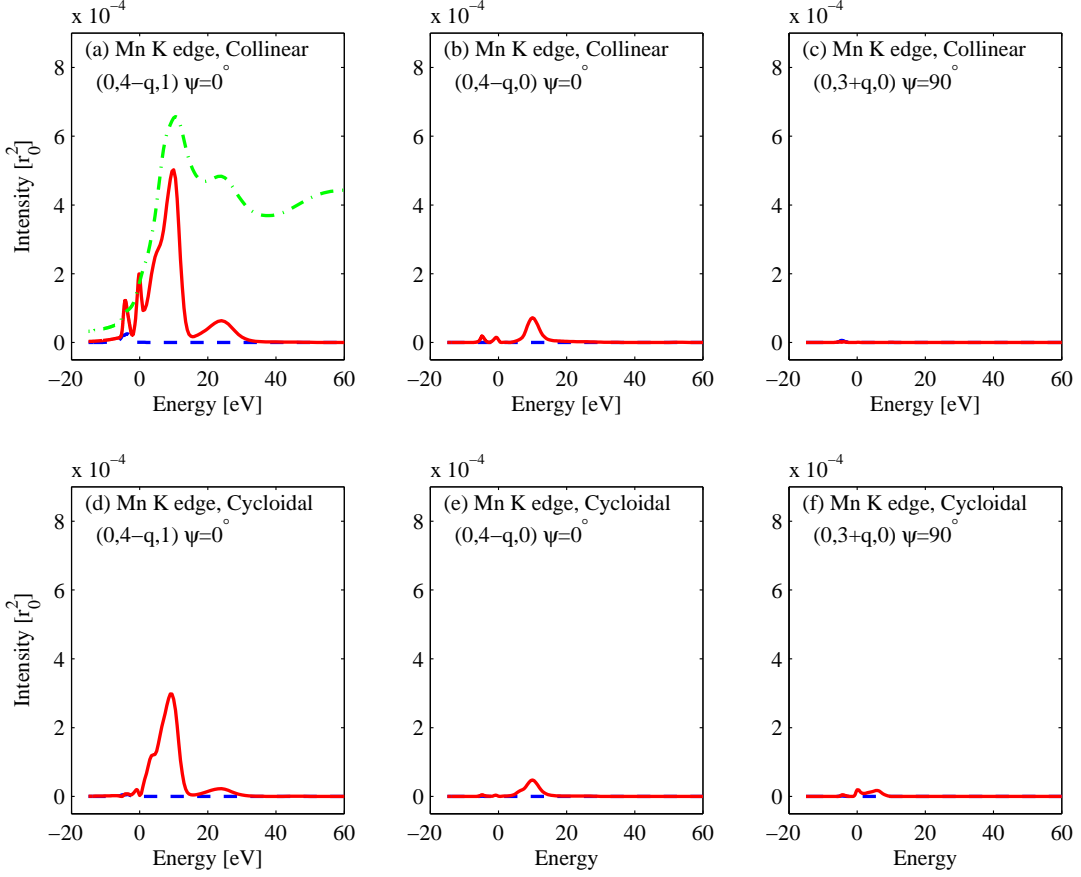 x 10⁻⁴
(a) Mn K edge, Collinear
(0,4−q,1) ψ=0°
8
6
4
2
0
Intensity [r₀²]
−20 0 20 40 60
Energy [eV]
x 10⁻⁴
(b) Mn K edge, Collinear
(0,4−q,0) ψ=0°
8
6
4
2
0
−20 0 20 40 60
Energy [eV]
x 10⁻⁴
(c) Mn K edge, Collinear
(0,3+q,0) ψ=90°
8
6
4
2
0
−20 0 20 40 60
Energy [eV]
x 10⁻⁴
(d) Mn K edge, Cycloidal
(0,4−q,1) ψ=0°
8
6
4
2
0
Intensity [r₀²]
−20 0 20 40 60
Energy [eV]
x 10⁻⁴
(e) Mn K edge, Cycloidal
(0,4−q,0) ψ=0°
8
6
4
2
0
−20 0 20 40 60
Energy
x 10⁻⁴
(f) Mn K edge, Cycloidal
(0,3+q,0) ψ=90°
8
6
4
2
0
−20 0 20 40 60
Energy